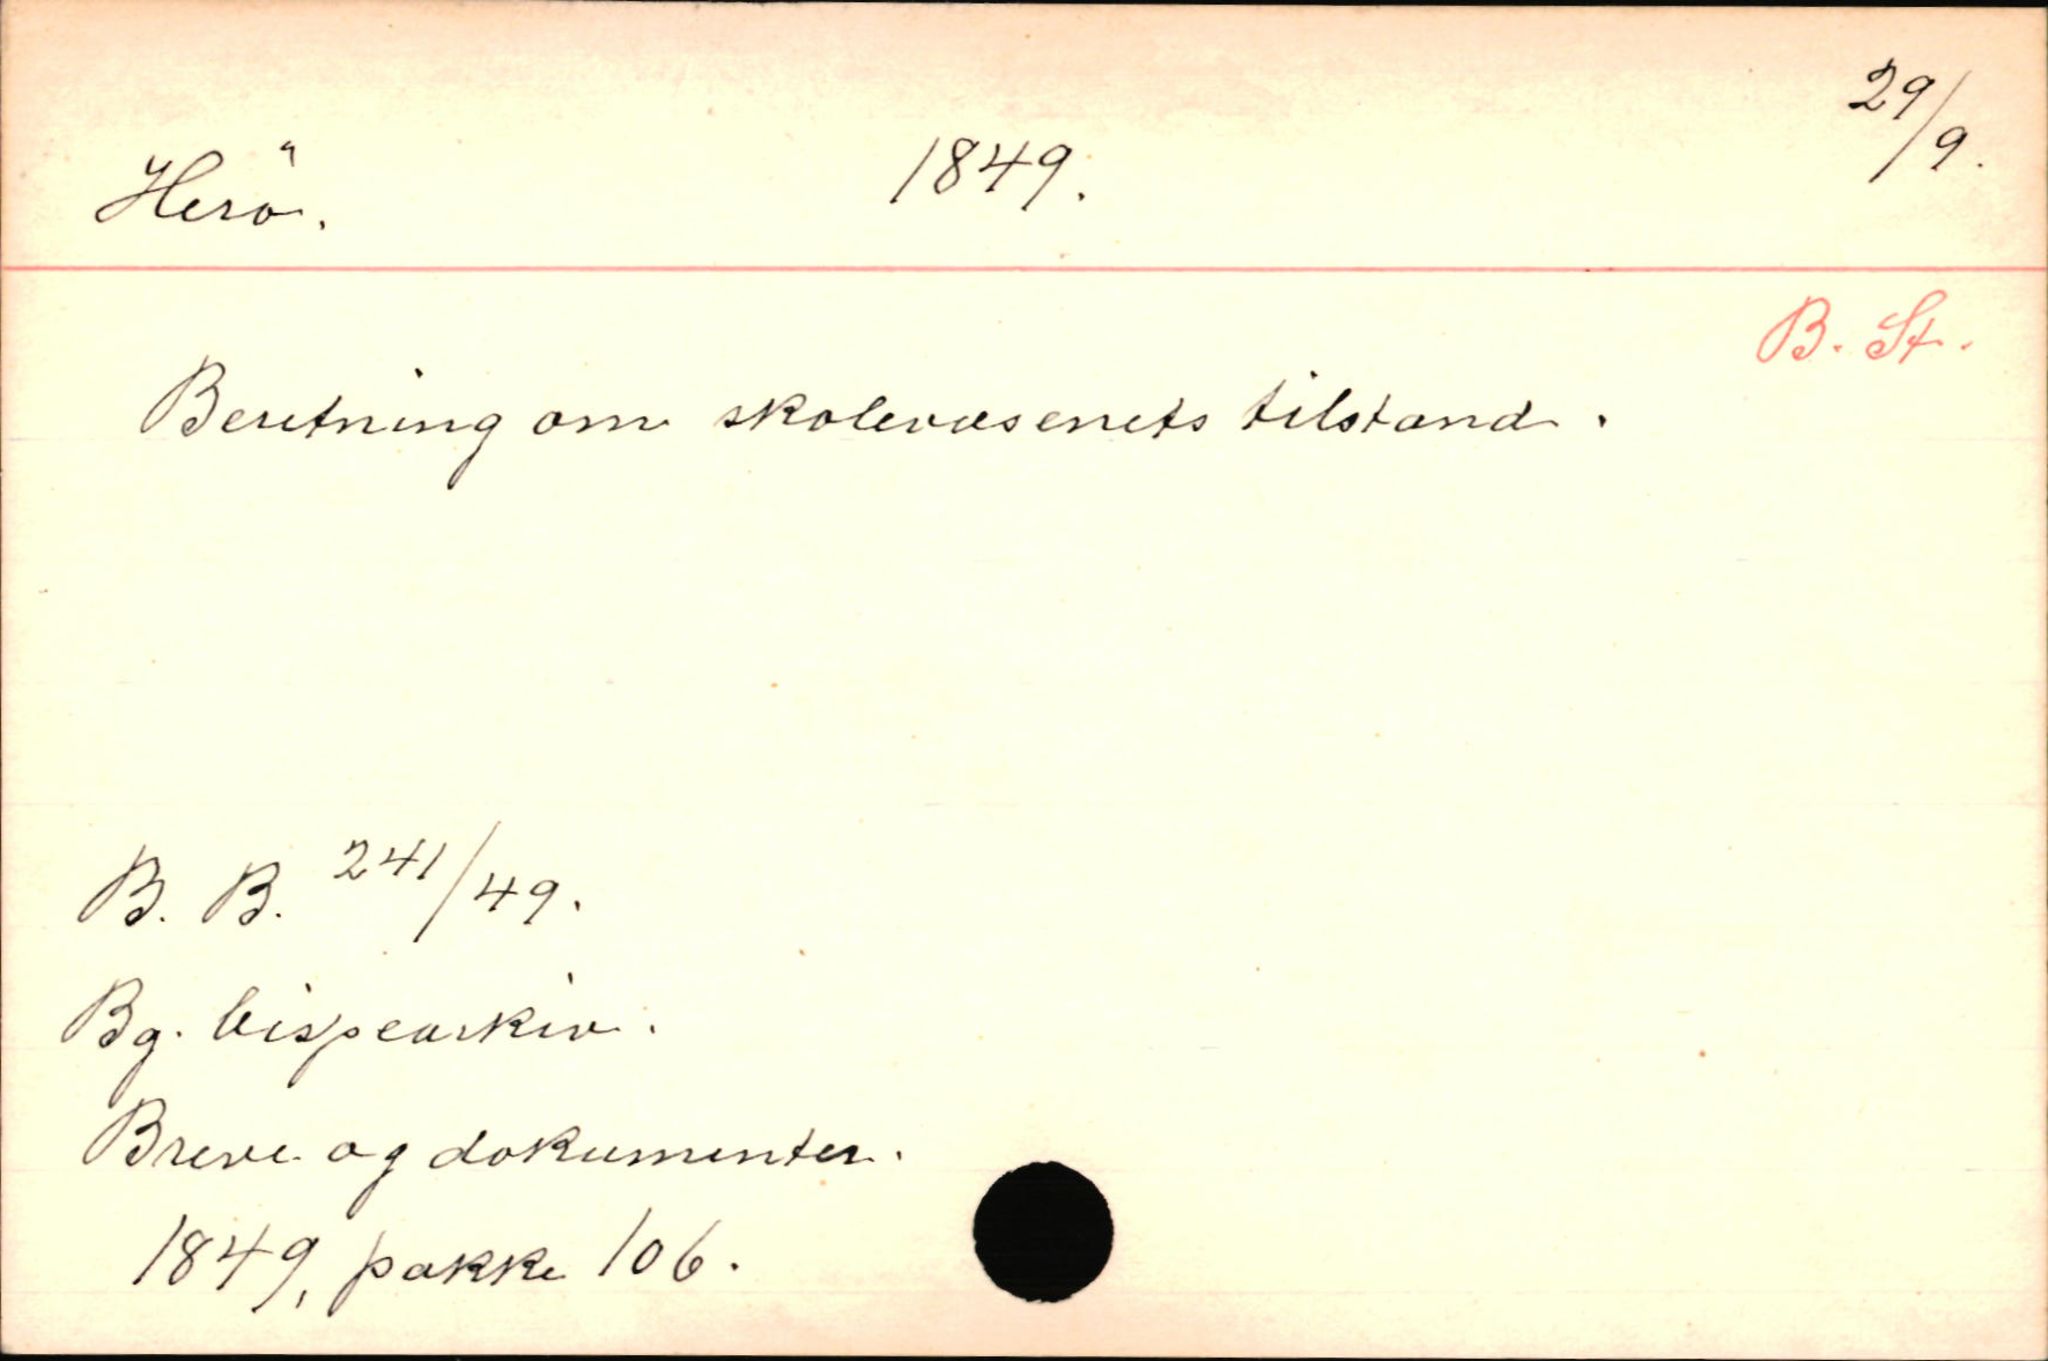 Herö. 1849. 29/9.
B. St.
Beretning om skolevæsenets tilstand.
B. B. 241/49.
Bg. bispearkiv.
Breve og dokumenter.
1849, pakke 106.